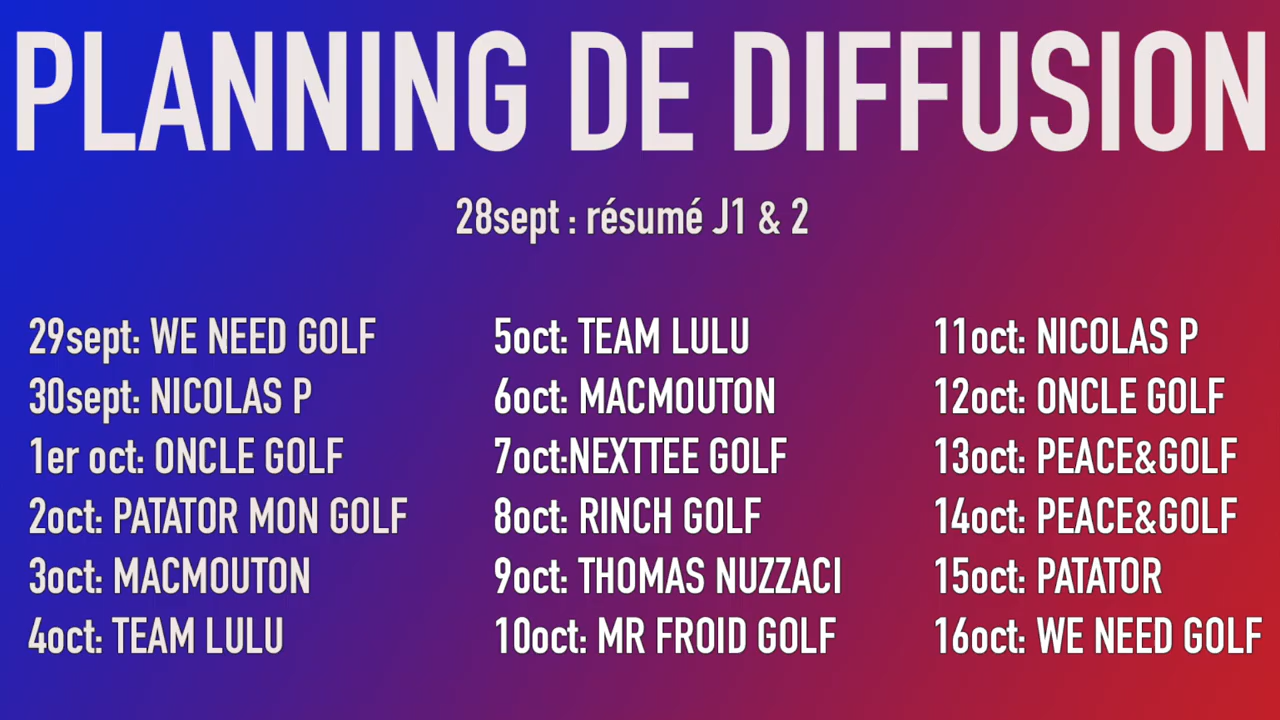 PLANNING DE DIFFUSION
28sept : résumé J1 & 2
29sept: WE NEED GOLF
30sept: NICOLAS P
1er oct: ONCLE GOLF
2oct: PATATOR MON GOLF
3oct: MACMOUTON
4oct: TEAM LULU
5oct: TEAM LULU
6oct: MACMOUTON
7oct:NEXTTEE GOLF
8oct: RINCH GOLF
9oct: THOMAS NUZZACI
10oct: MR FROID GOLF
11oct: NICOLAS P
12oct: ONCLE GOLF
13oct: PEACE&GOLF
14oct: PEACE&GOLF
15oct: PATATOR
16oct: WE NEED GOLF